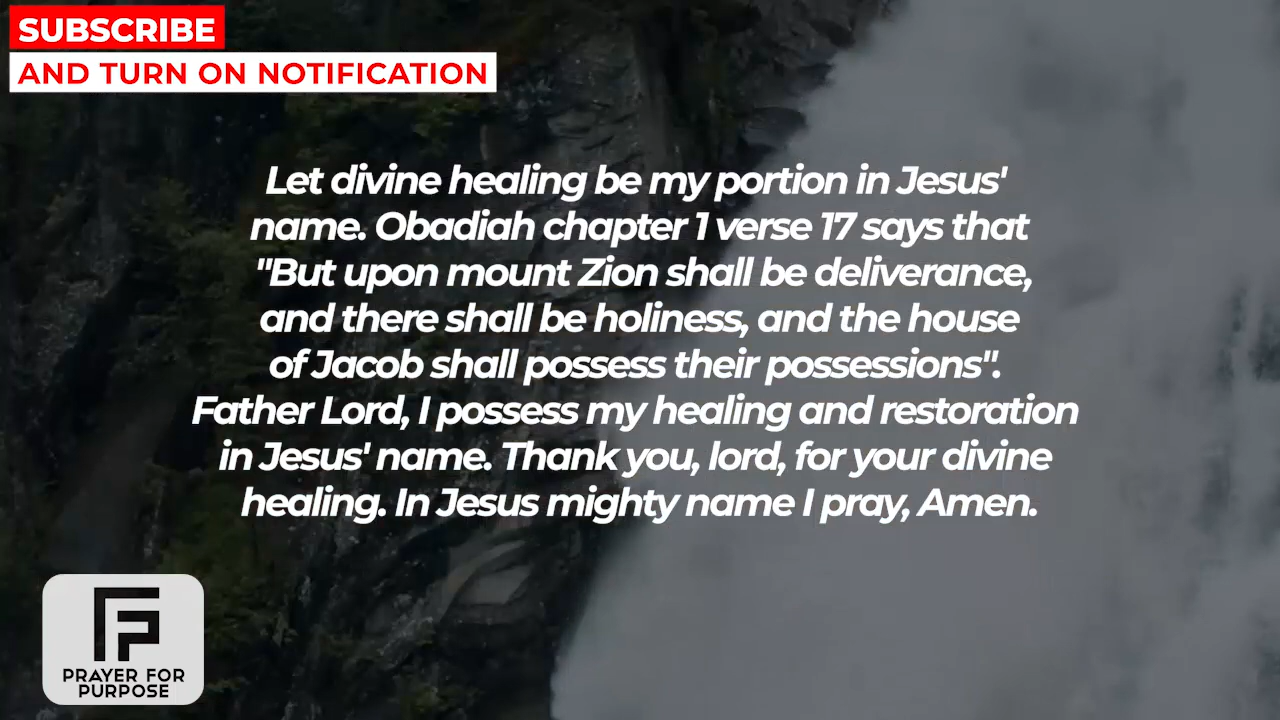 SUBSCRIBE
AND TURN ON NOTIFICATION
Let divine healing be my portion in Jesus'
name. Obadiah chapter 1 verse 17 says that
"But upon mount Zion shall be deliverance,
and there shall be holiness, and the house
of Jacob shall possess their possessions".
Father Lord, I possess my healing and restoration
in Jesus' name. Thank you, lord, for your divine
healing. In Jesus mighty name I pray, Amen.
PRAYER FOR
PURPOSE